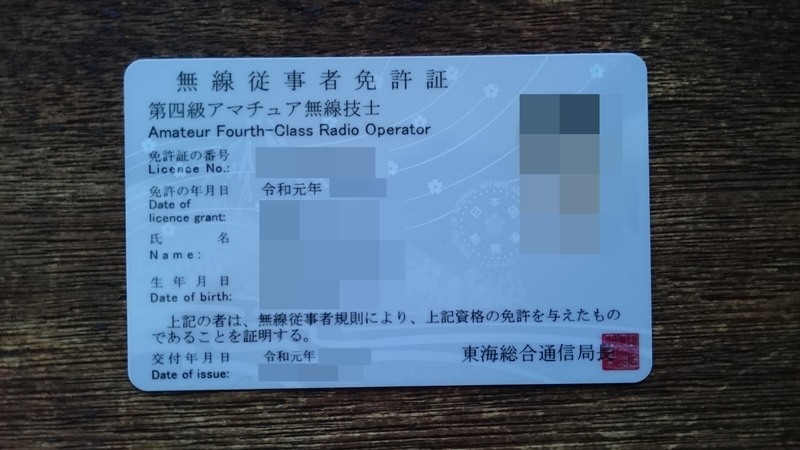 無線従事者免許証
第四級アマチュア無線技士
Amateur Fourth-Class Radio Operator
免許証の番号
Licence No.:
免許の年月日 令和元年
Date of
licence grant:
氏名
Name:
生年月日
Date of birth:
上記の者は、無線従事者規則により、上記資格の免許を与えたもの
であることを証明する。
交付年月日 令和元年
Date of issue:
東海総合通信局長